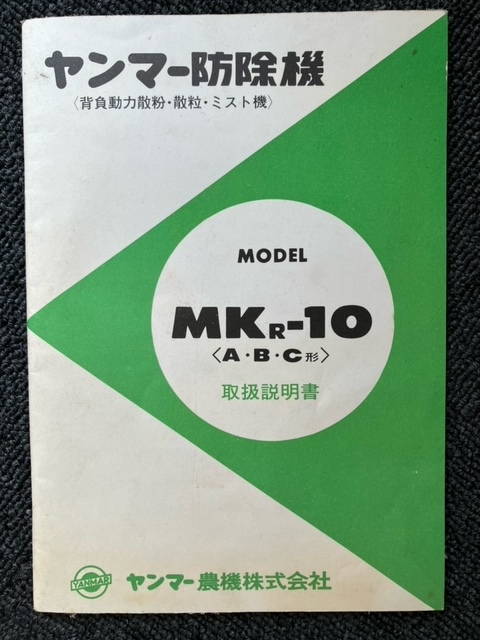 ヤンマー防除機
〈背負動力散粉・散粒・ミスト機〉
MODEL
MKR-10
〈A・B・C形〉
取扱説明書
YANMAR ヤンマー農機株式会社